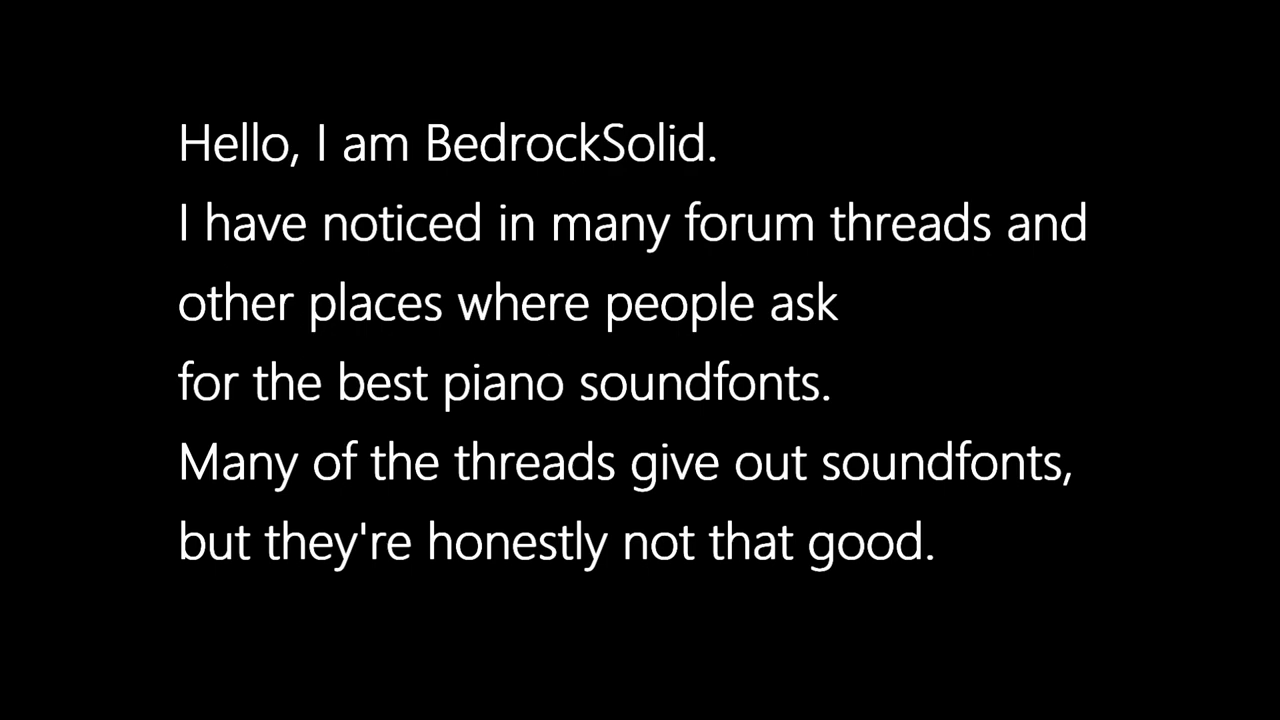 Hello, I am BedrockSolid.
I have noticed in many forum threads and
other places where people ask
for the best piano soundfonts.
Many of the threads give out soundfonts,
but they're honestly not that good.